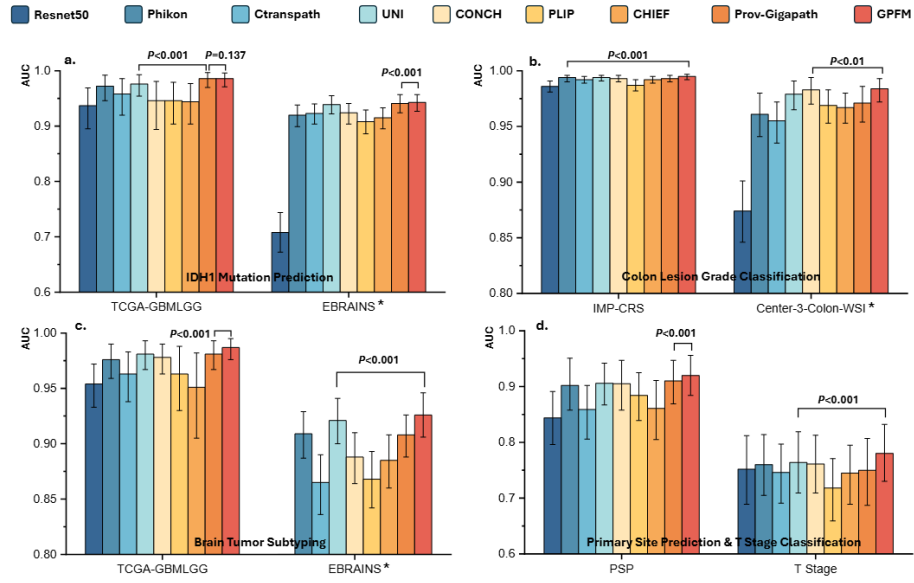 Resnet50 Phikon Ctranspath UNI CONCH PLIP CHIEF Prov-Gigapath GPFM
a.
AUC
P<0.001 P=0.137
P<0.001
1.00
0.9
0.8
0.7
0.6
IDH1 Mutation Prediction
TCGA-GBMLGG EBRAINS *
b.
AUC
P<0.001
P<0.01
1.00
0.95
0.90
0.85
0.80
Colon Lesion Grade Classification
IMP-CRS Center-3-Colon-WSI *
c.
AUC
P<0.001
P<0.001
1.00
0.95
0.90
0.85
0.80
Brain Tumor Subtyping
TCGA-GBMLGG EBRAINS *
d.
AUC
P<0.001
P<0.001
1.0
0.9
0.8
0.7
0.6
Primary Site Prediction & T Stage Classification
PSP T Stage